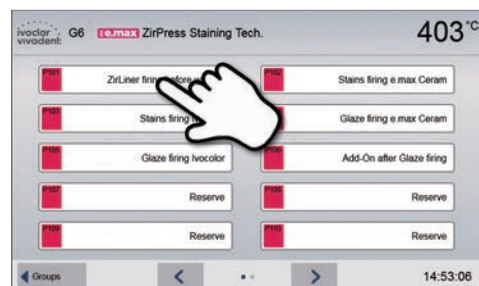 ivoclar vivadent: G6 IPS e.max ZirPress Staining Tech. 403 °C
P101 ZirLiner firing before P102 Stains firing e.max Ceram
P103 Stains firing Glaze firing e.max Ceram
P105 Glaze firing Ivocolor P106 Add-On after Glaze firing
P107 Reserve P108 Reserve
P109 Reserve P110 Reserve
Groups < > 14:53:06